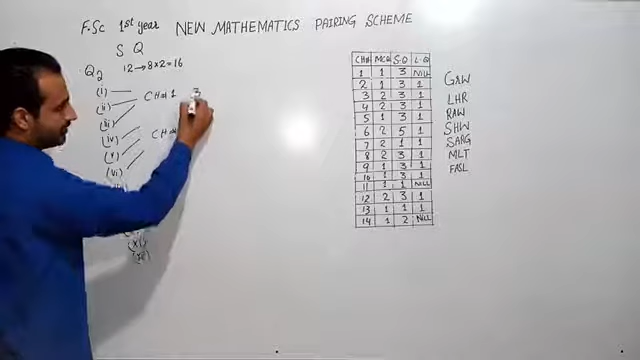 F.Sc 1st year NEW MATHEMATICS PAIRING SCHEME
S Q
12 → 8×2=16
Q2
(i)
(ii) CH#1
(iii)
(iv) CH#
(v)
(vi)
(xi)
CH# MCQ S.Q L.Q
1 1 3 NILL
2 1 3 1
3 2 3 1
4 2 3 1
5 1 3 1
6 2 5 1
7 2 1 1
8 2 3 1
9 1 3 1
10 1 3 1
11 1 1 NILL
12 2 3 1
13 1 1 1
14 1 2 NILL
GRW
LHR
RAW
SHW
SARG
MLT
FASL